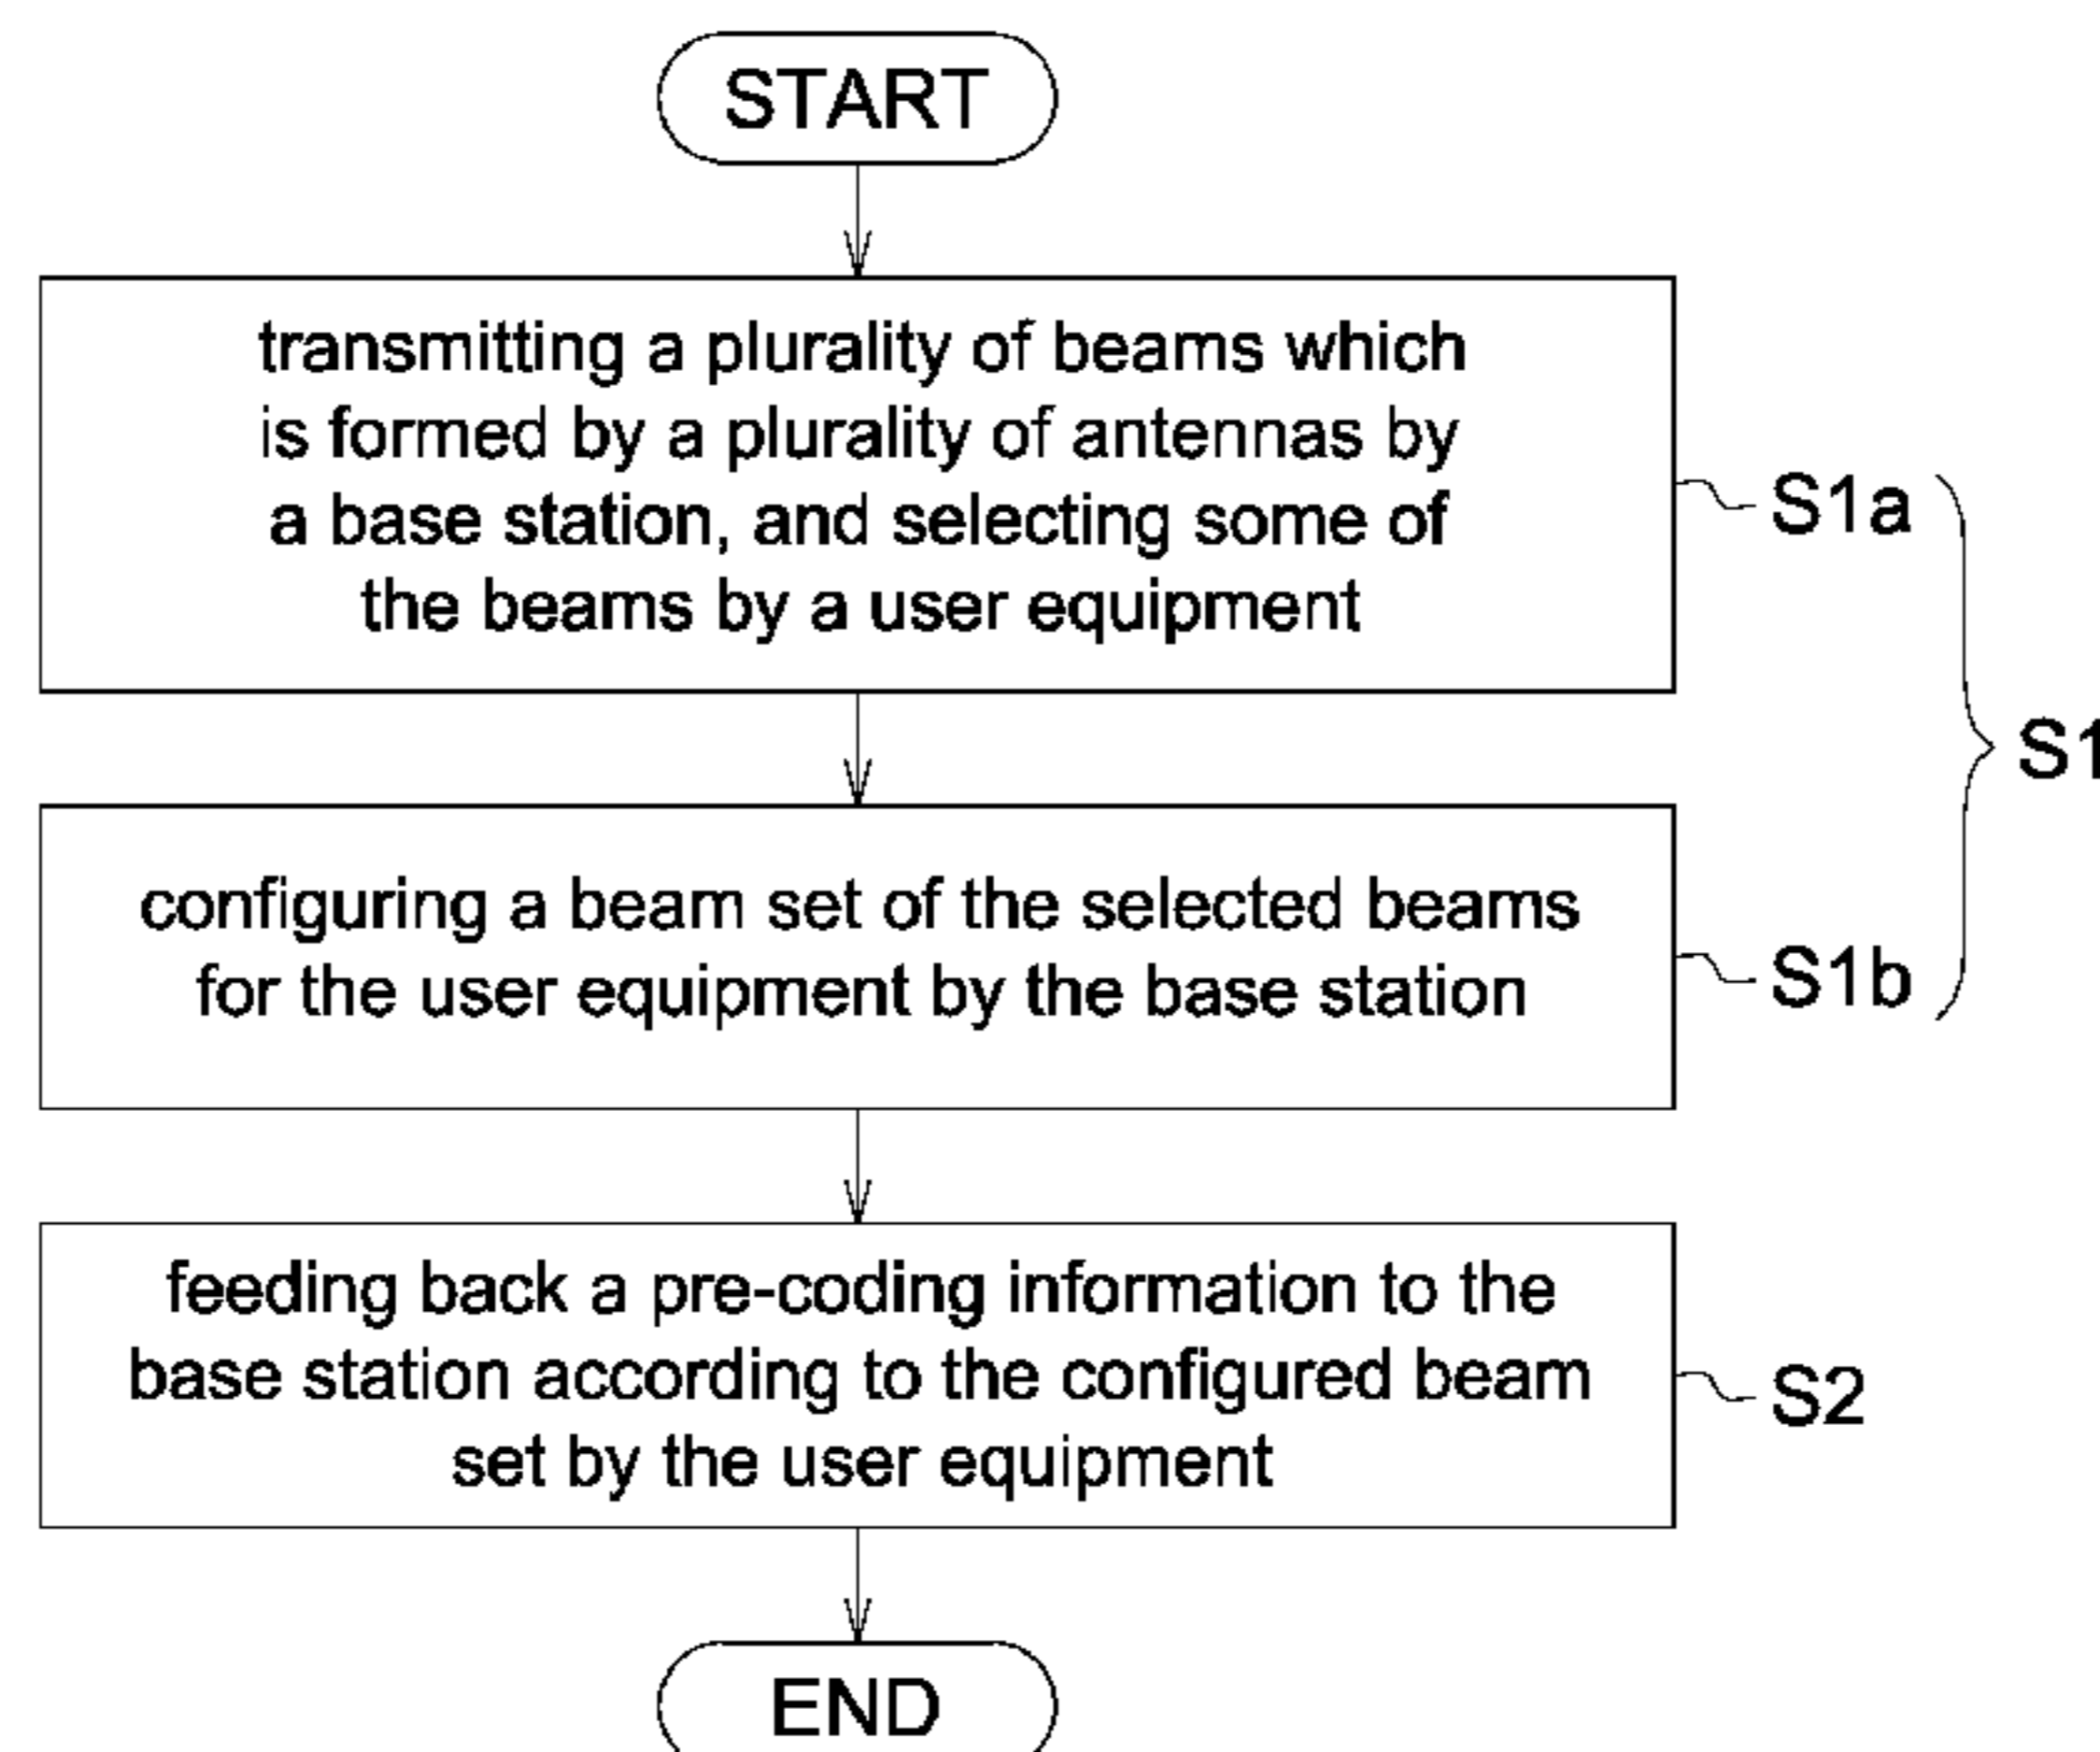 START
transmitting a plurality of beams which
is formed by a plurality of antennas by
a base station, and selecting some of
the beams by a user equipment
S1a
S1
configuring a beam set of the selected beams
for the user equipment by the base station
S1b
feeding back a pre-coding information to the
base station according to the configured beam
set by the user equipment
S2
END